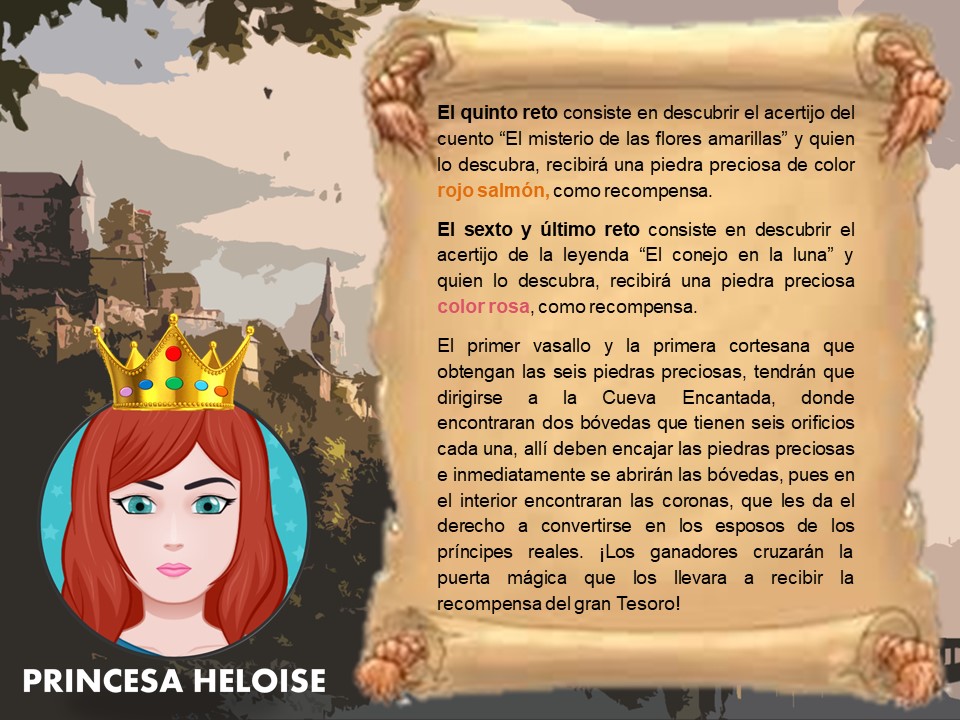 El quinto reto consiste en descubrir el acertijo del
cuento “El misterio de las flores amarillas” y quien
lo descubra, recibirá una piedra preciosa de color
rojo salmón, como recompensa.
El sexto y último reto consiste en descubrir el
acertijo de la leyenda “El conejo en la luna” y
quien lo descubra, recibirá una piedra preciosa
color rosa, como recompensa.
El primer vasallo y la primera cortesana que
obtengan las seis piedras preciosas, tendrán que
dirigirse a la Cueva Encantada, donde
encontraran dos bóvedas que tienen seis orificios
cada una, allí deben encajar las piedras preciosas
e inmediatamente se abrirán las bóvedas, pues en
el interior encontraran las coronas, que les da el
derecho a convertirse en los esposos de los
príncipes reales. ¡Los ganadores cruzarán la
puerta mágica que los llevara a recibir la
recompensa del gran Tesoro!
PRINCESA HELOISE